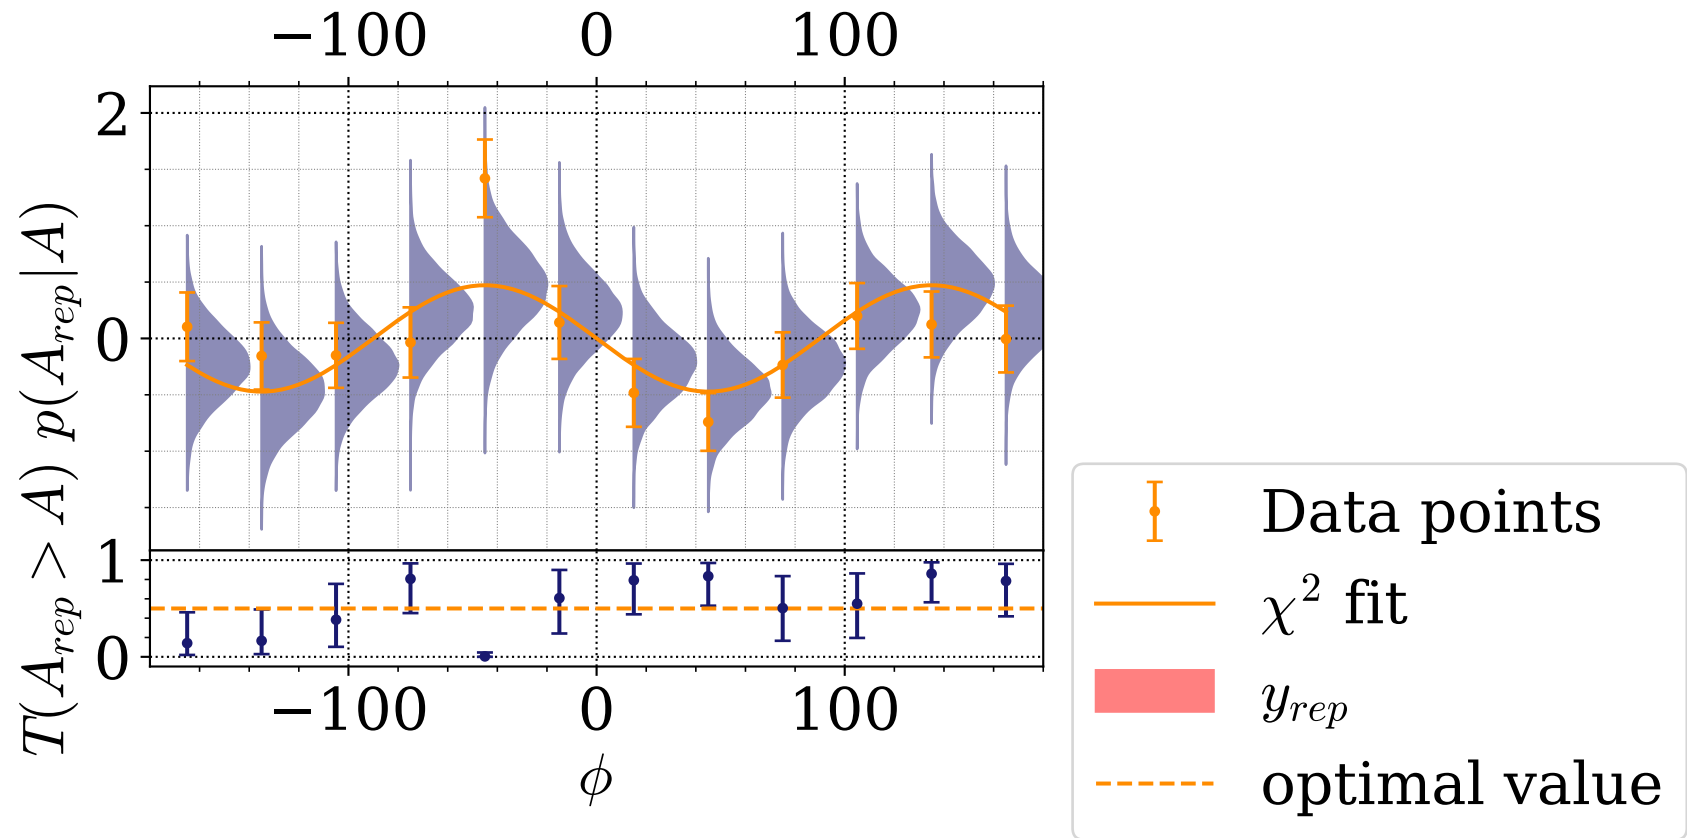 −100 0 100
2
0
p(A_rep|A)
1
0
T(A_rep > A)
−100 0 100
ϕ
Data points
χ² fit
y_rep
optimal value